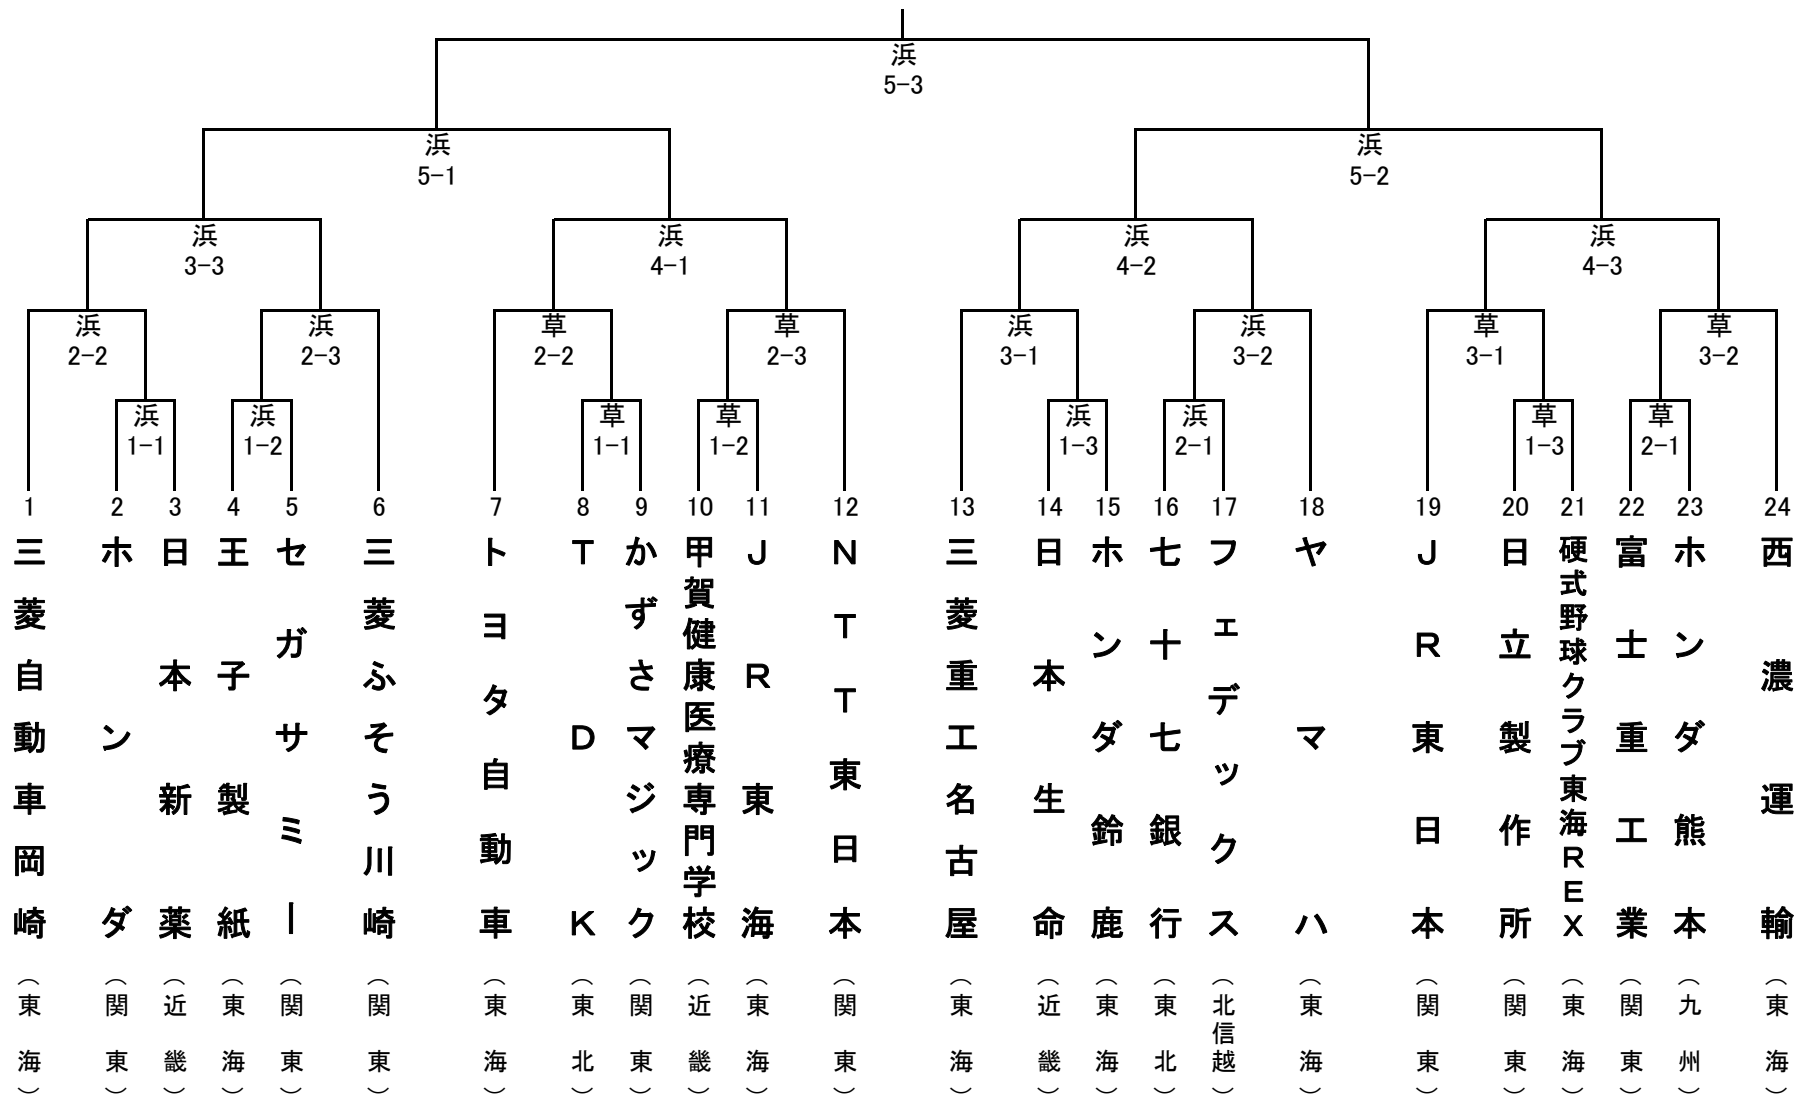 浜
5-3
浜
5-1
浜
5-2
浜
3-3
浜
4-1
浜
4-2
浜
4-3
浜
2-2
浜
2-3
草
2-2
草
2-3
浜
3-1
浜
3-2
草
3-1
草
3-2
浜
1-1
浜
1-2
草
1-1
草
1-2
浜
1-3
浜
2-1
草
1-3
草
2-1
1
三菱自動車岡崎
（東海）
2
ホンダ
（関東）
3
日本新薬
（近畿）
4
王子製紙
（東海）
5
セガサミー
（関東）
6
三菱ふそう川崎
（関東）
7
トヨタ自動車
（東海）
8
ＴＤＫ
（東北）
9
かずさマジック
（関東）
10
甲賀健康医療専門学校
（近畿）
11
ＪＲ東海
（東海）
12
ＮＴＴ東日本
（関東）
13
三菱重工名古屋
（東海）
14
日本生命
（近畿）
15
ホンダ鈴鹿
（東海）
16
七十七銀行
（東北）
17
フェデックス
（北信越）
18
ヤマハ
（東海）
19
ＪＲ東日本
（関東）
20
日立製作所
（関東）
21
硬式野球クラブ東海ＲＥＸ
（東海）
22
富士重工業
（関東）
23
ホンダ熊本
（九州）
24
西濃運輸
（東海）